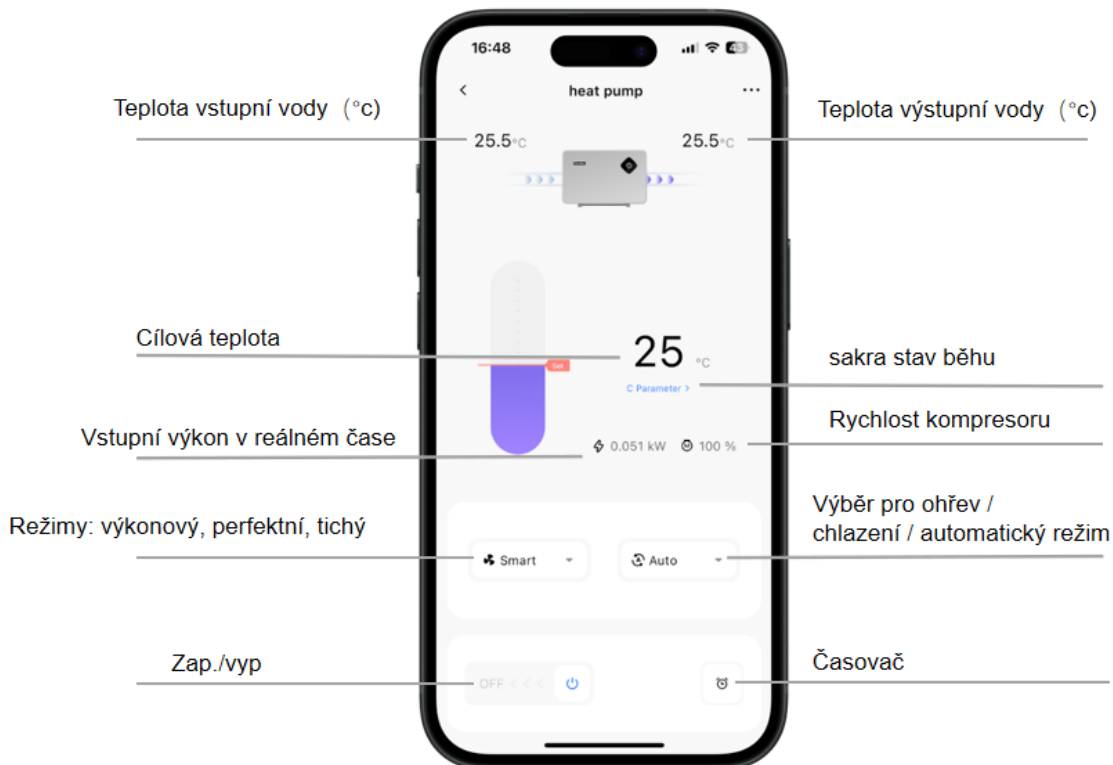 16:48
43
heat pump
Teplota vstupní vody (°c)
Teplota výstupní vody (°c)
25.5°C
25.5°C
Cílová teplota
25 °C
Set
sakra stav běhu
C Parameter >
Rychlost kompresoru
Vstupní výkon v reálném čase
0.051 kW
100 %
Režimy: výkonový, perfektní, tichý
Výběr pro ohřev /
chlazení / automatický režim
Smart
Auto
Zap./vyp
Časovač
OFF < < <